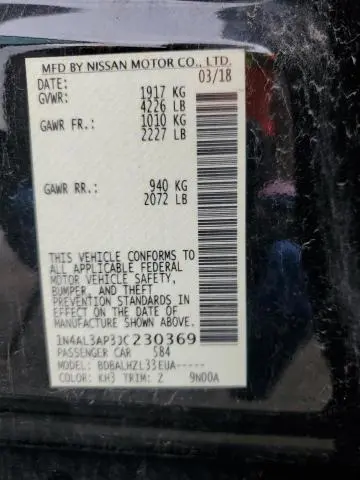 MFD BY NISSAN MOTOR CO., LTD.
DATE: 03/18
GVWR: 1917 KG
4226 LB
GAWR FR.: 1010 KG
2227 LB
GAWR RR.: 940 KG
2072 LB
THIS VEHICLE CONFORMS TO
ALL APPLICABLE FEDERAL
MOTOR VEHICLE SAFETY,
BUMPER, AND THEFT
PREVENTION STANDARDS IN
EFFECT ON THE DATE OF
MANUFACTURE SHOWN ABOVE.
1N4AL3AP3JC230369
PASSENGER CAR 584
MODEL: BDBALHZL33EUA-----
COLOR: KH3 TRIM: 2 9N00A